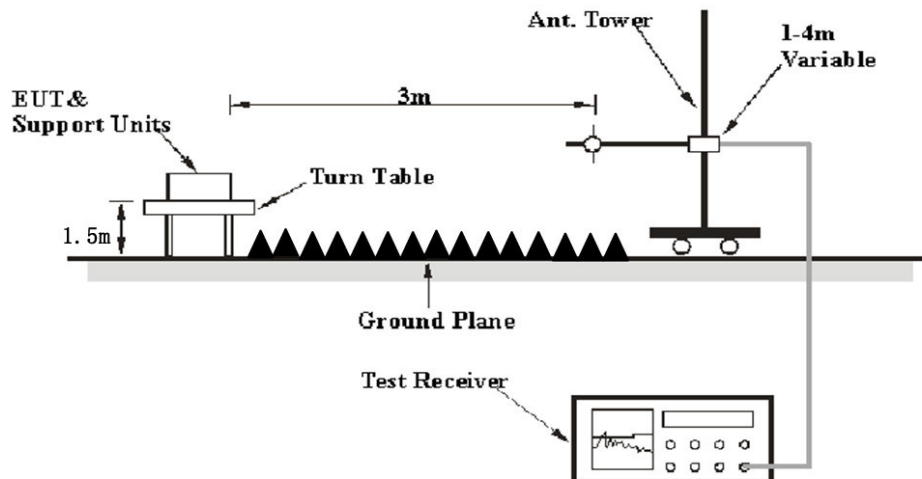 Ant. Tower
1-4m
Variable
EUT&
Support Units
3m
Turn Table
1.5m
Ground Plane
Test Receiver